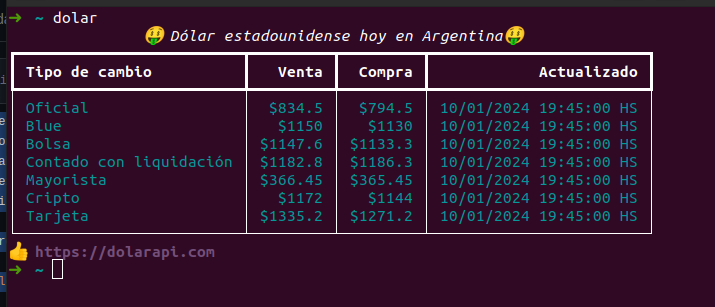 ➜ ~ dolar
🤑 Dólar estadounidense hoy en Argentina🤑
Tipo de cambio Venta Compra Actualizado
Oficial $834.5 $794.5 10/01/2024 19:45:00 HS
Blue $1150 $1130 10/01/2024 19:45:00 HS
Bolsa $1147.6 $1133.3 10/01/2024 19:45:00 HS
Contado con liquidación $1182.8 $1186.3 10/01/2024 19:45:00 HS
Mayorista $366.45 $365.45 10/01/2024 19:45:00 HS
Cripto $1172 $1144 10/01/2024 19:45:00 HS
Tarjeta $1335.2 $1271.2 10/01/2024 19:45:00 HS
👍 https://dolarapi.com
➜ ~